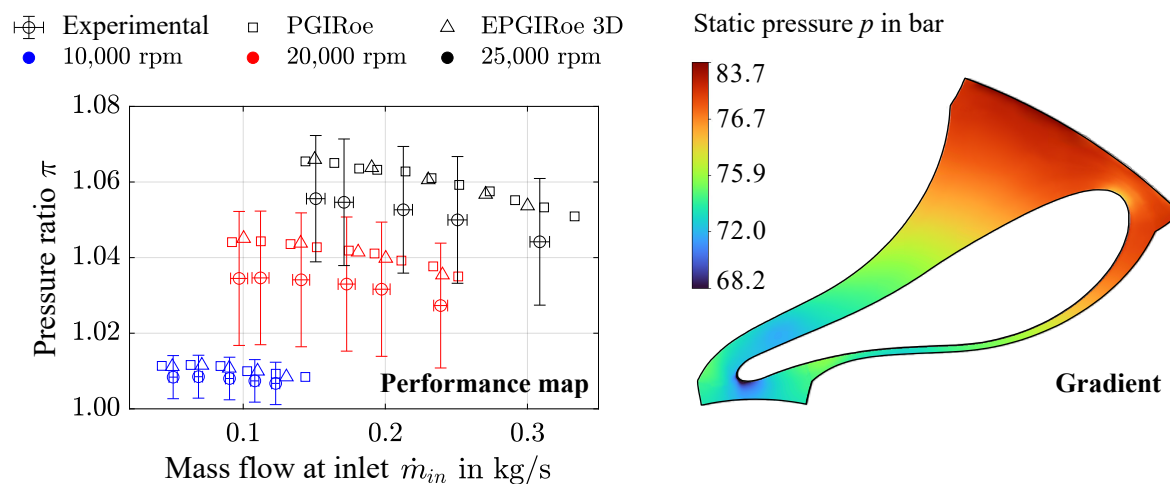 Experimental PGIRoe EPGIRoe 3D
10,000 rpm 20,000 rpm 25,000 rpm
1.08
1.06
1.04
1.02
1.00
Pressure ratio π
0.1 0.2 0.3
Mass flow at inlet ṁ_in in kg/s
Performance map
Static pressure p in bar
83.7
76.7
75.9
72.0
68.2
Gradient